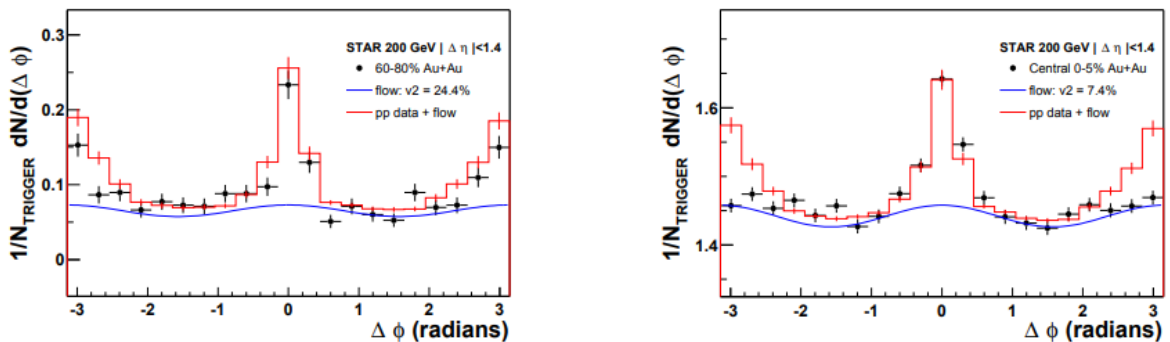 1/N_TRIGGER dN/d(Δ ϕ)
0.3
0.2
0.1
0
STAR 200 GeV | Δ η |<1.4
60-80% Au+Au
flow: v2 = 24.4%
pp data + flow
-3 -2 -1 0 1 2 3
Δ ϕ (radians)
1/N_TRIGGER dN/d(Δ ϕ)
1.6
1.4
STAR 200 GeV | Δ η |<1.4
Central 0-5% Au+Au
flow: v2 = 7.4%
pp data + flow
-3 -2 -1 0 1 2 3
Δ ϕ (radians)